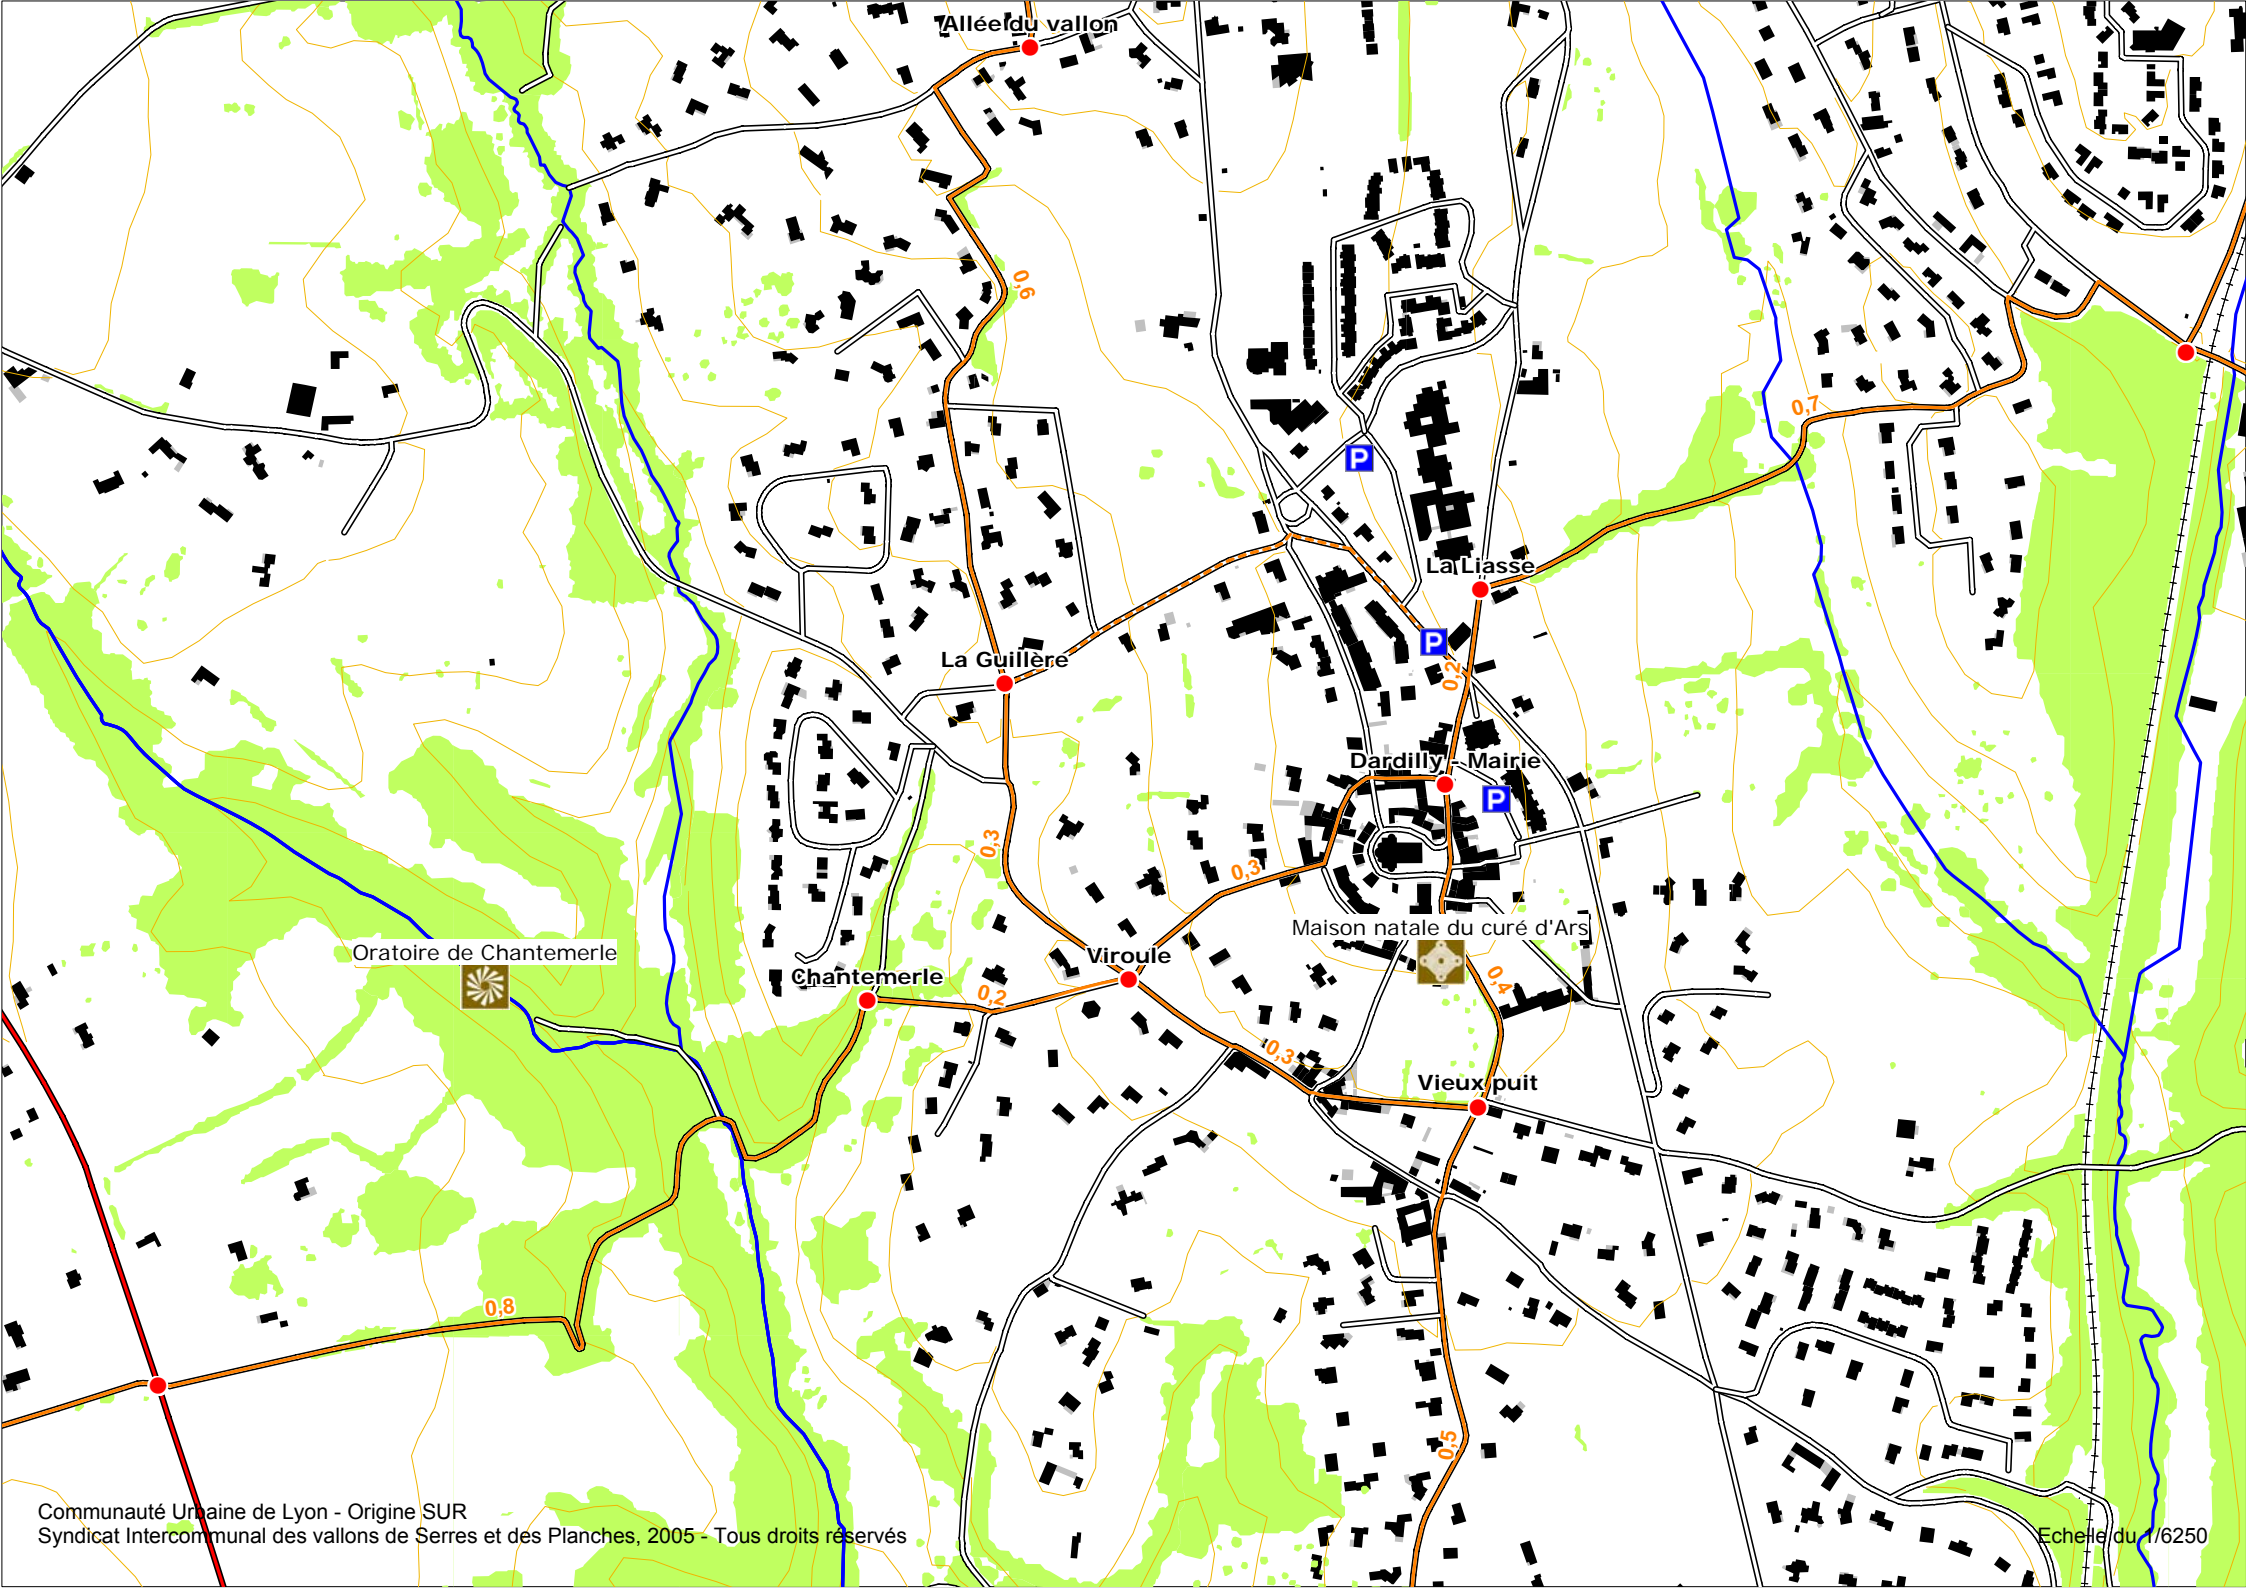 Allée du vallon
0,6
0,7
P
La Liasse
P
La Guillère
0,2
Dardilly - Mairie
P
0,3
0,3
Maison natale du curé d'Ars
Oratoire de Chantemerle
Viroule
Chantemerle
0,2
0,4
0,3
Vieux puit
0,8
0,5
Communauté Urbaine de Lyon - Origine SUR
Syndicat Intercommunal des vallons de Serres et des Planches, 2005 - Tous droits réservés
Echelle du 1/6250